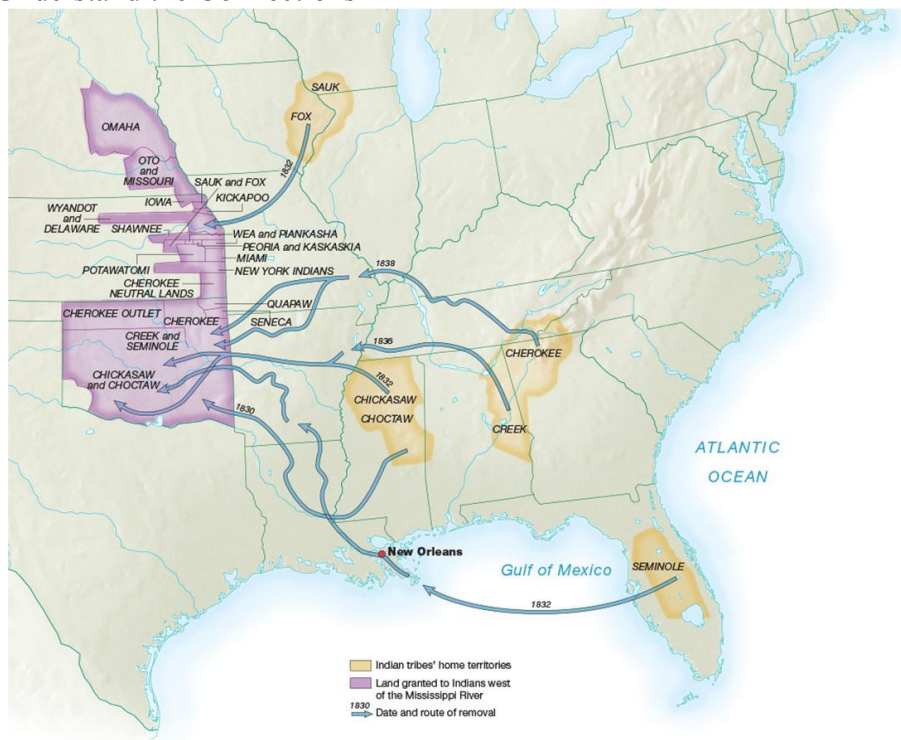 OMAHA
OTO
and
MISSOURI
SAUK
FOX
1832
IOWA
SAUK and FOX
KICKAPOO
WYANDOT
and
DELAWARE
SHAWNEE
WEA and PIANKASHA
PEORIA and KASKASKIA
MIAMI
POTAWATOMI
NEW YORK INDIANS
CHEROKEE
NEUTRAL LANDS
QUAPAW
CHEROKEE OUTLET
CHEROKEE
SENECA
CREEK and
SEMINOLE
CHICKASAW
and CHOCTAW
1838
1836
1832
1830
CHEROKEE
CHICKASAW
CHOCTAW
CREEK
ATLANTIC
OCEAN
New Orleans
Gulf of Mexico
SEMINOLE
1832
Indian tribes' home territories
Land granted to Indians west
of the Mississippi River
1830
Date and route of removal